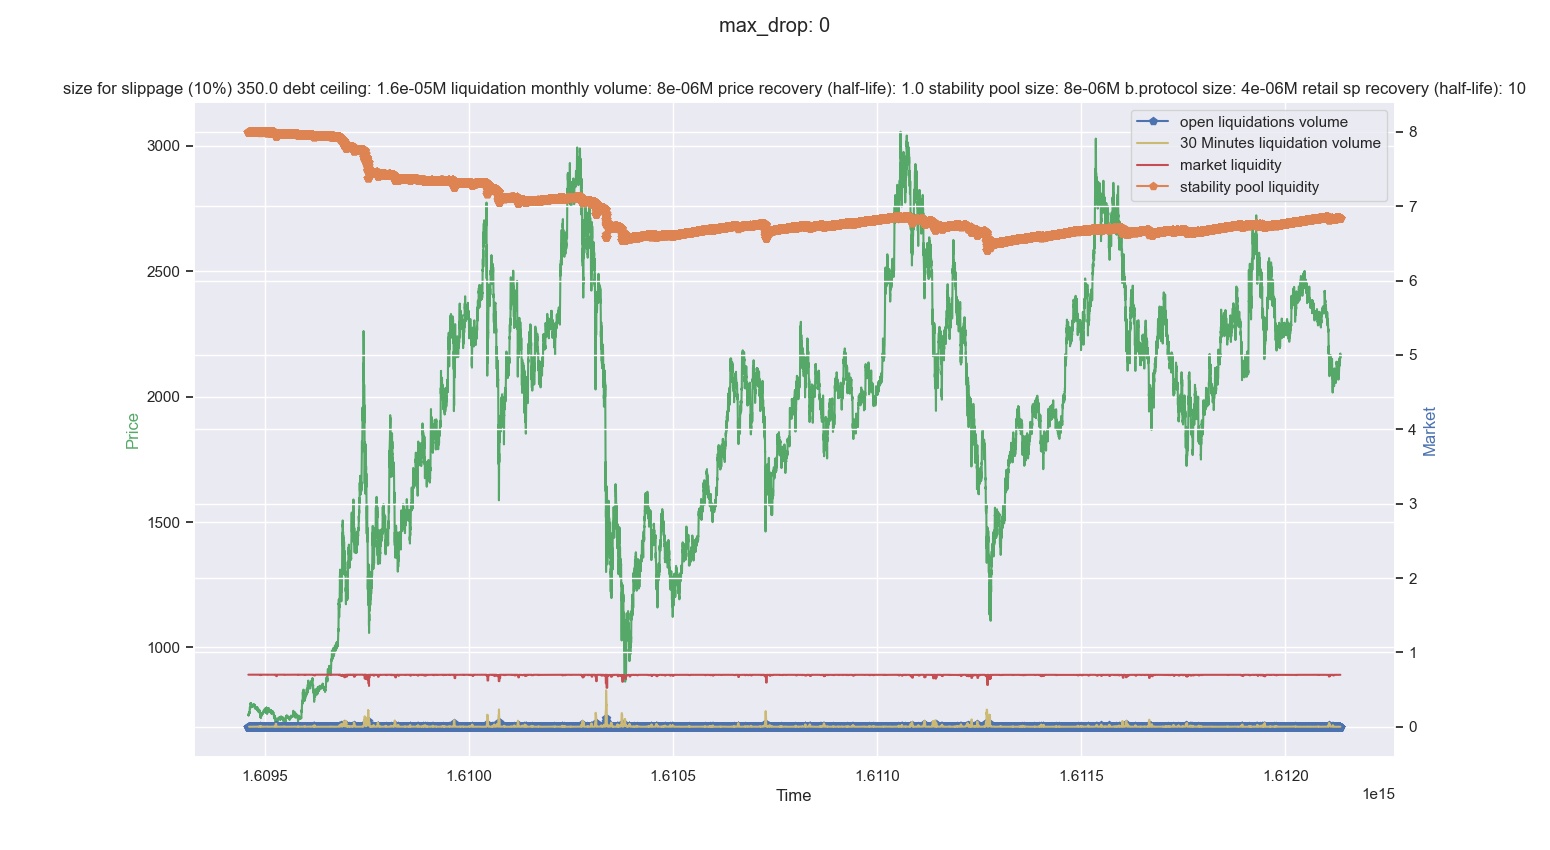 max_drop: 0
size for slippage (10%) 350.0 debt ceiling: 1.6e-05M liquidation monthly volume: 8e-06M price recovery (half-life): 1.0 stability pool size: 8e-06M b.protocol size: 4e-06M retail sp recovery (half-life): 10
open liquidations volume
30 Minutes liquidation volume
market liquidity
stability pool liquidity
3000
2500
2000
1500
1000
Price
8
7
6
5
4
3
2
1
0
Market
1.6095 1.6100 1.6105 1.6110 1.6115 1.6120
Time
1e15